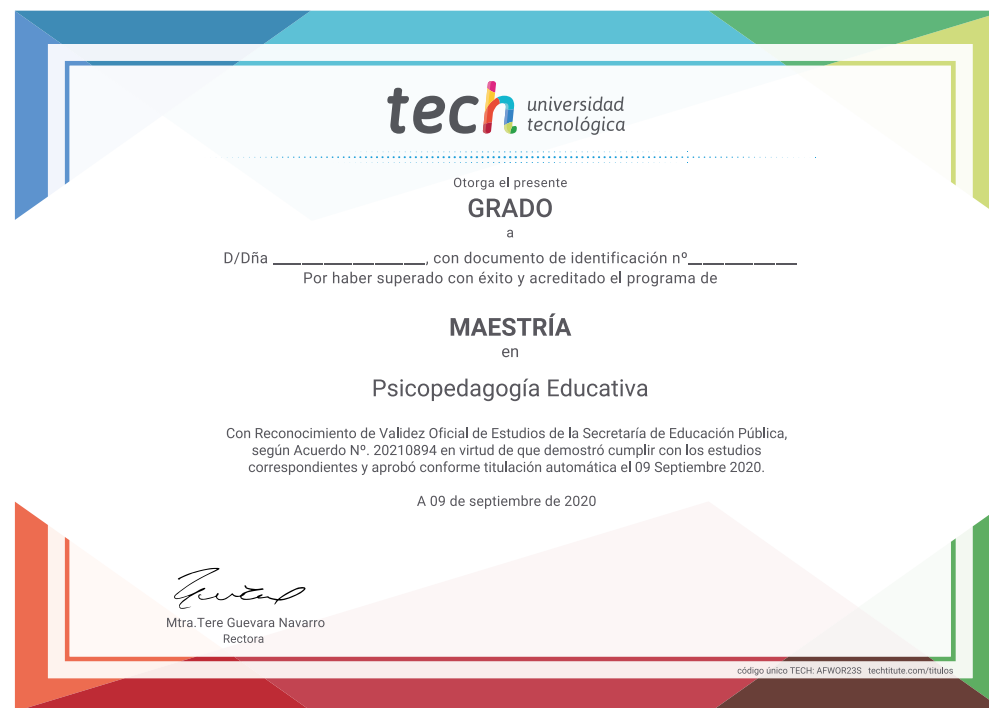 tech universidad
tecnológica
Otorga el presente
GRADO
a
D/Dña ____________________, con documento de identificación nº______________
Por haber superado con éxito y acreditado el programa de
MAESTRÍA
en
Psicopedagogía Educativa
Con Reconocimiento de Validez Oficial de Estudios de la Secretaría de Educación Pública,
según Acuerdo Nº. 20210894 en virtud de que demostró cumplir con los estudios
correspondientes y aprobó conforme titulación automática el 09 Septiembre 2020.
A 09 de septiembre de 2020
Mtra.Tere Guevara Navarro
Rectora
código único TECH: AFWOR23S techtitute.com/titulos